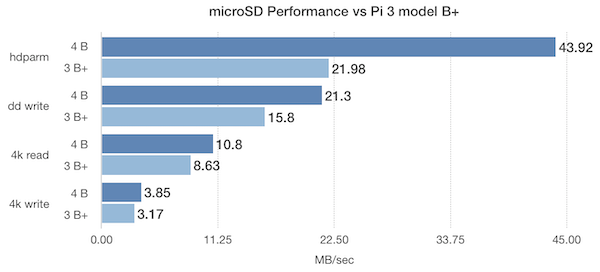 microSD Performance vs Pi 3 model B+
hdparm
4 B
43.92
3 B+
21.98
dd write
4 B
21.3
3 B+
15.8
4k read
4 B
10.8
3 B+
8.63
4k write
4 B
3.85
3 B+
3.17
0.00 11.25 22.50 33.75 45.00
MB/sec